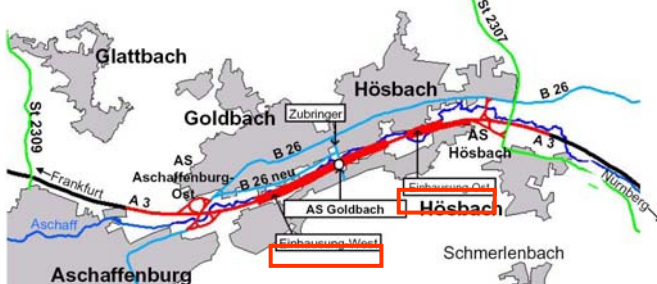 St 2307
Glattbach
Hösbach
B 26
St 2309
Goldbach
Zubringer
AS
Aschaffenburg-
Ost
B 26
AS
Hösbach
A 3
Frankfurt
B 26 neu
Einhausung-Ost
Nürnberg
A 3
AS Goldbach
Hösbach
Aschaff
Einhausung-West
Schmerlenbach
Aschaffenburg